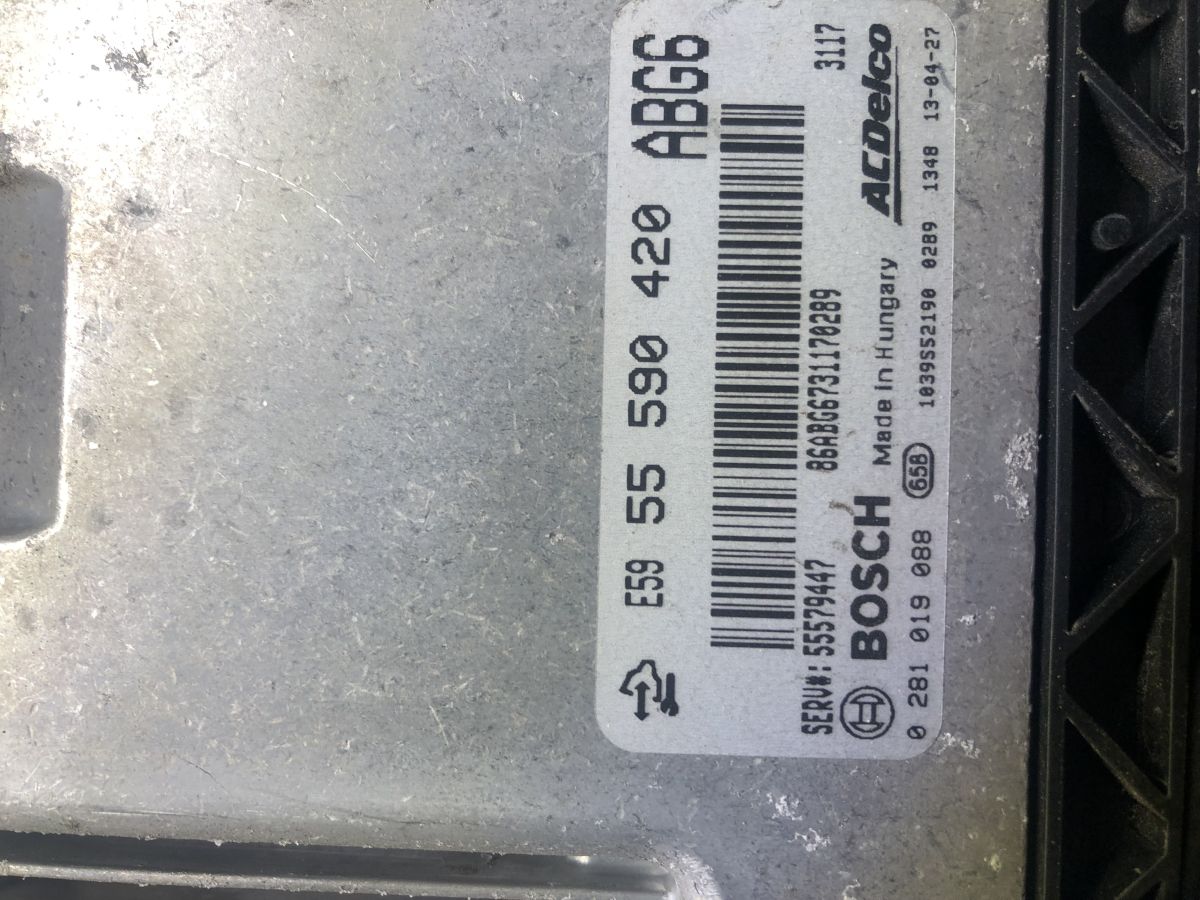 E59 55 590 420 ABG6
86ABG6731170289
SERV#: 55579447 3117
BOSCH Made in Hungary ACDelco
0 281 019 088 658 1039S52190 0289 1348 13-04-27